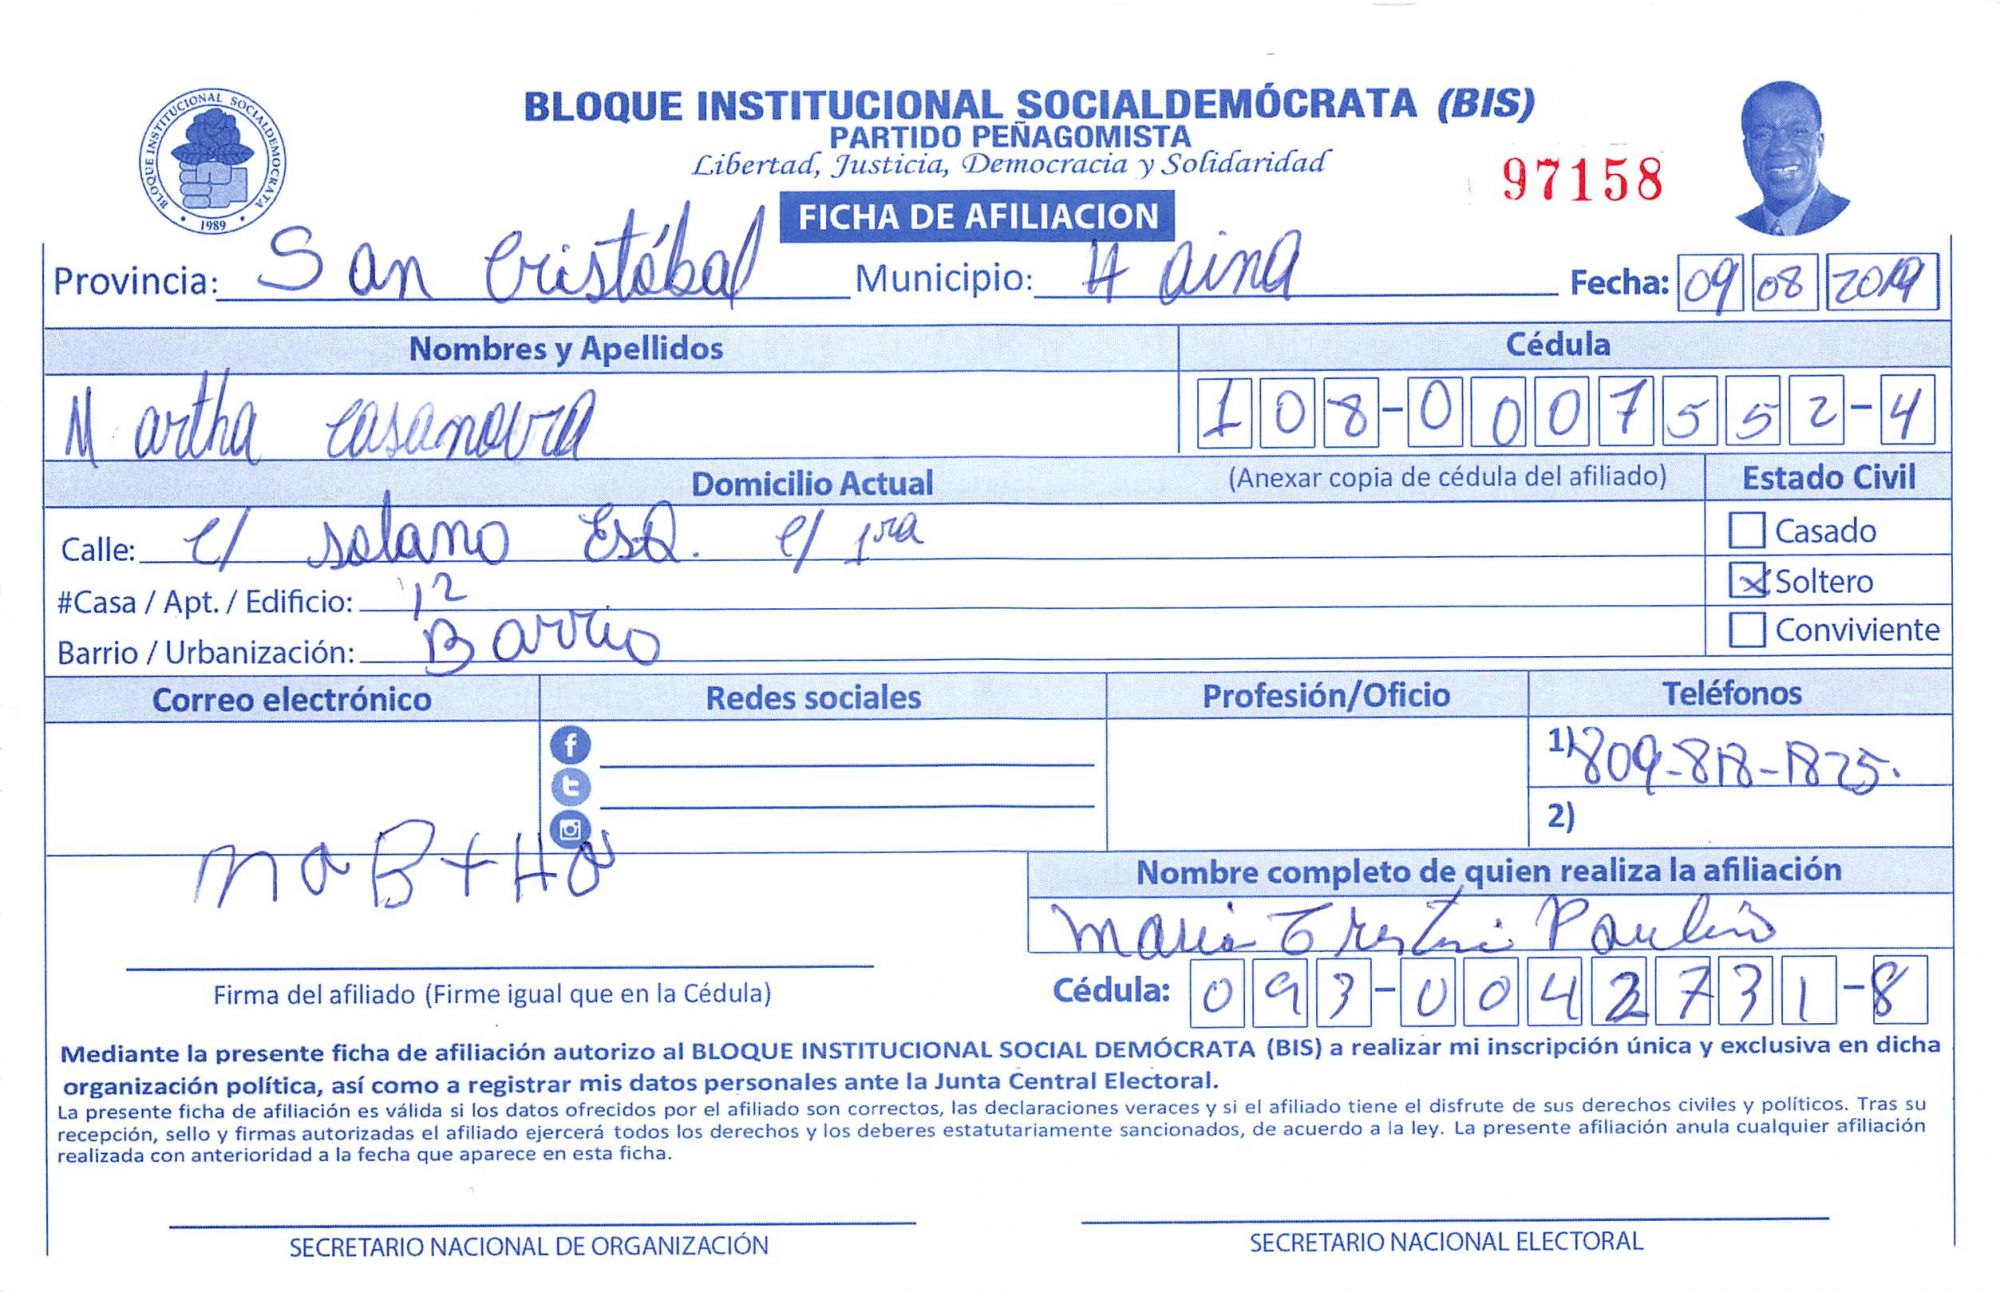 BLOQUE INSTITUCIONAL SOCIALDEMÓCRATA (BIS)
PARTIDO PEÑAGOMISTA
Libertad, Justicia, Democracia y Solidaridad
BLOQUE INSTITUCIONAL SOCIALDEMOCRATA
1989
97158
FICHA DE AFILIACION
Provincia: San Cristóbal Municipio: Haina Fecha: 09 08 2019
Nombres y Apellidos Cédula
Martha Casanovra 108-0007552-4
Domicilio Actual (Anexar copia de cédula del afiliado) Estado Civil
Calle: C/ solano EsQ. C/ 1ra Casado
#Casa / Apt. / Edificio: 12 Soltero
Barrio / Urbanización: Barrio Conviviente
Correo electrónico Redes sociales Profesión/Oficio Teléfonos
1) 809-818-1825.
2)
maB+Ha
Nombre completo de quien realiza la afiliación
Maria Paulino
Firma del afiliado (Firme igual que en la Cédula) Cédula: 093-0042731-8
Mediante la presente ficha de afiliación autorizo al BLOQUE INSTITUCIONAL SOCIAL DEMÓCRATA (BIS) a realizar mi inscripción única y exclusiva en dicha
organización política, así como a registrar mis datos personales ante la Junta Central Electoral.
La presente ficha de afiliación es válida si los datos ofrecidos por el afiliado son correctos, las declaraciones veraces y si el afiliado tiene el disfrute de sus derechos civiles y políticos. Tras su
recepción, sello y firmas autorizadas el afiliado ejercerá todos los derechos y los deberes estatutariamente sancionados, de acuerdo a la ley. La presente afiliación anula cualquier afiliación
realizada con anterioridad a la fecha que aparece en esta ficha.
SECRETARIO NACIONAL DE ORGANIZACIÓN SECRETARIO NACIONAL ELECTORAL